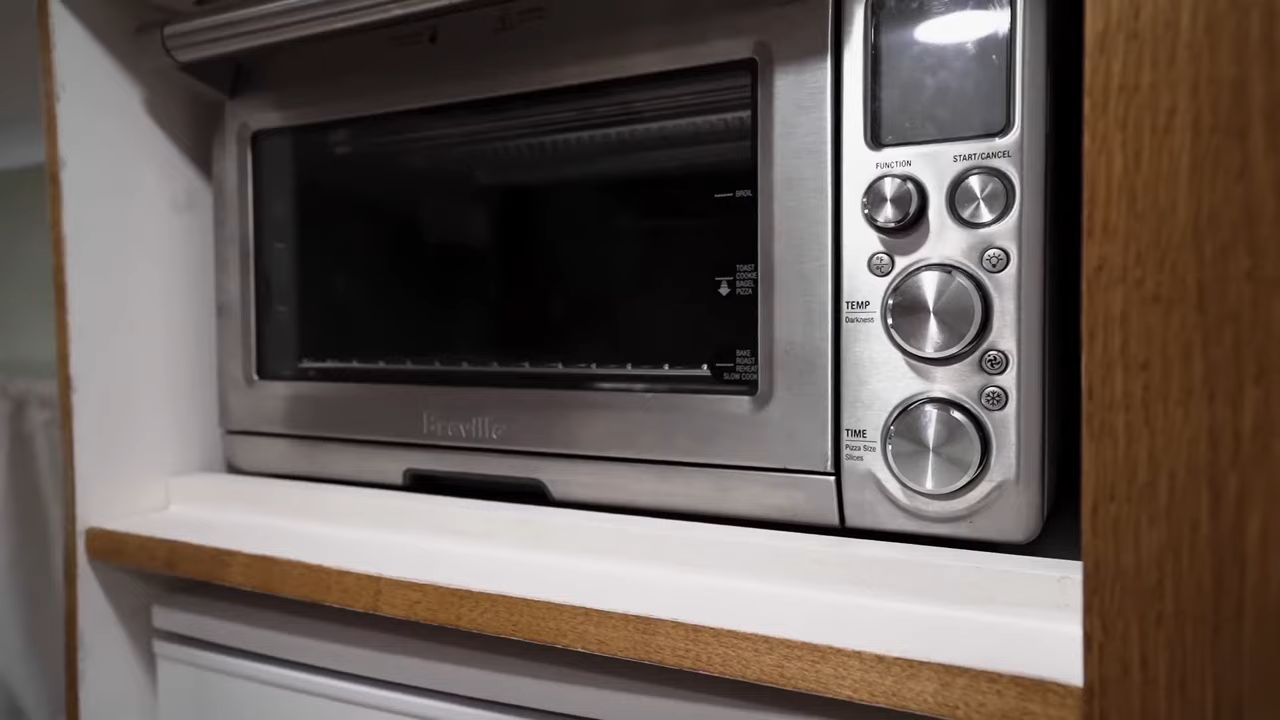 BROIL
TOAST
COOKIE
BAGEL
PIZZA
BAKE
ROAST
REHEAT
SLOW COOK
Breville
FUNCTION
START/CANCEL
°F
°C
TEMP
Darkness
TIME
Pizza Size
Slices